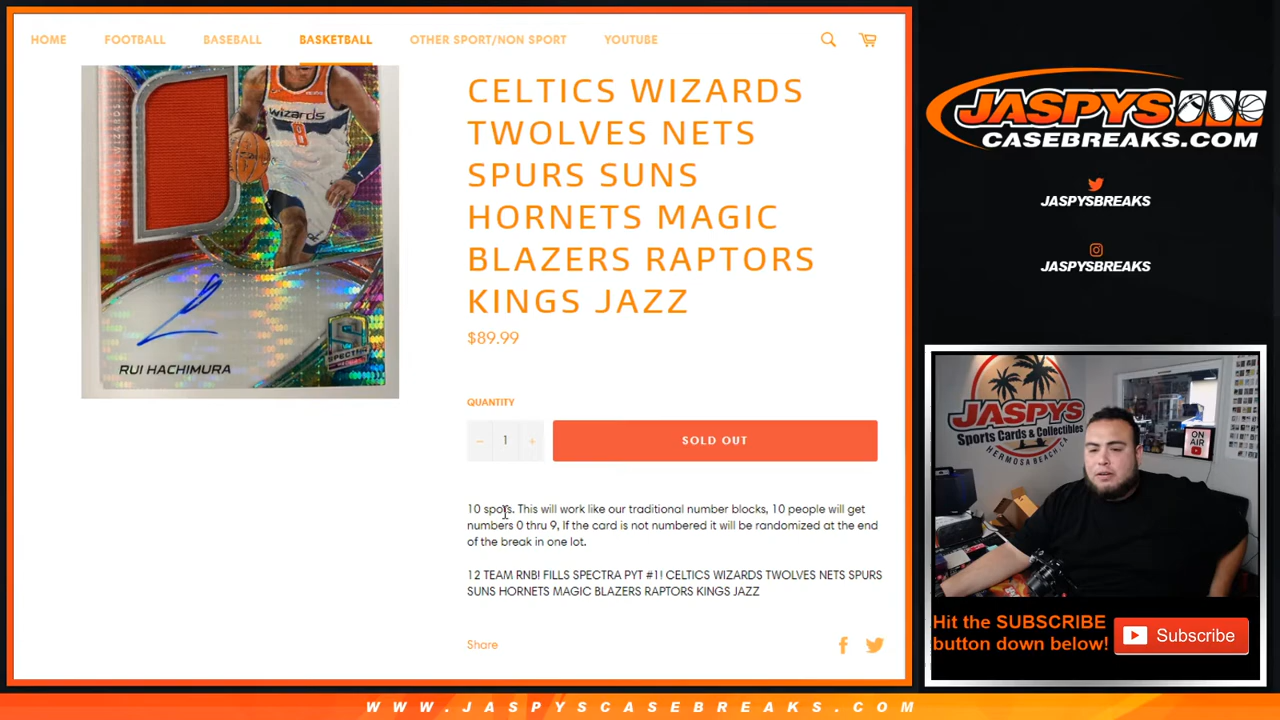 HOME FOOTBALL BASEBALL BASKETBALL OTHER SPORT/NON SPORT YOUTUBE
wizards
8
RUI HACHIMURA
SPECTRA
CELTICS WIZARDS
TWOLVES NETS
SPURS SUNS
HORNETS MAGIC
BLAZERS RAPTORS
KINGS JAZZ
$89.99
QUANTITY
− 1 +
SOLD OUT
10 spots. This will work like our traditional number blocks, 10 people will get
numbers 0 thru 9, If the card is not numbered it will be randomized at the end
of the break in one lot.
12 TEAM RNB! FILLS SPECTRA PYT #1! CELTICS WIZARDS TWOLVES NETS SPURS
SUNS HORNETS MAGIC BLAZERS RAPTORS KINGS JAZZ
Share
JASPYS
CASEBREAKS.COM
JASPYSBREAKS
JASPYSBREAKS
JASPYS
Sports Cards & Collectibles
HERMOSA BEACH, CA
ON
AIR
Hit the SUBSCRIBE
button down below!
Subscribe
WWW.JASPYSCASEBREAKS.COM